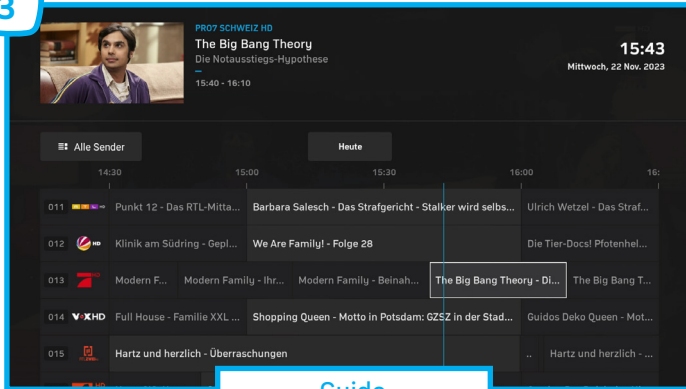 3
PRO7 SCHWEIZ HD
The Big Bang Theory
Die Notausstiegs-Hypothese
15:40 - 16:10
15:43
Mittwoch, 22 Nov. 2023
Alle Sender
Heute
14:30 15:00 15:30 16:00 16:
011 RTL HD Punkt 12 - Das RTL-Mitta... Barbara Salesch - Das Strafgericht - Stalker wird selbs... Ulrich Wetzel - Das Straf...
012 HD Klinik am Südring - Gepl... We Are Family! - Folge 28 Die Tier-Docs! Pfotenhel...
013 HD Modern F... Modern Family - Ihr... Modern Family - Beinah... The Big Bang Theory - Di... The Big Bang T...
014 VOXHD Full House - Familie XXL ... Shopping Queen - Motto in Potsdam: GZSZ in der Stad... Guidos Deko Queen - Mot...
015 Hartz und herzlich - Überraschungen .. Hartz und herzlich - ...
HD
Guide